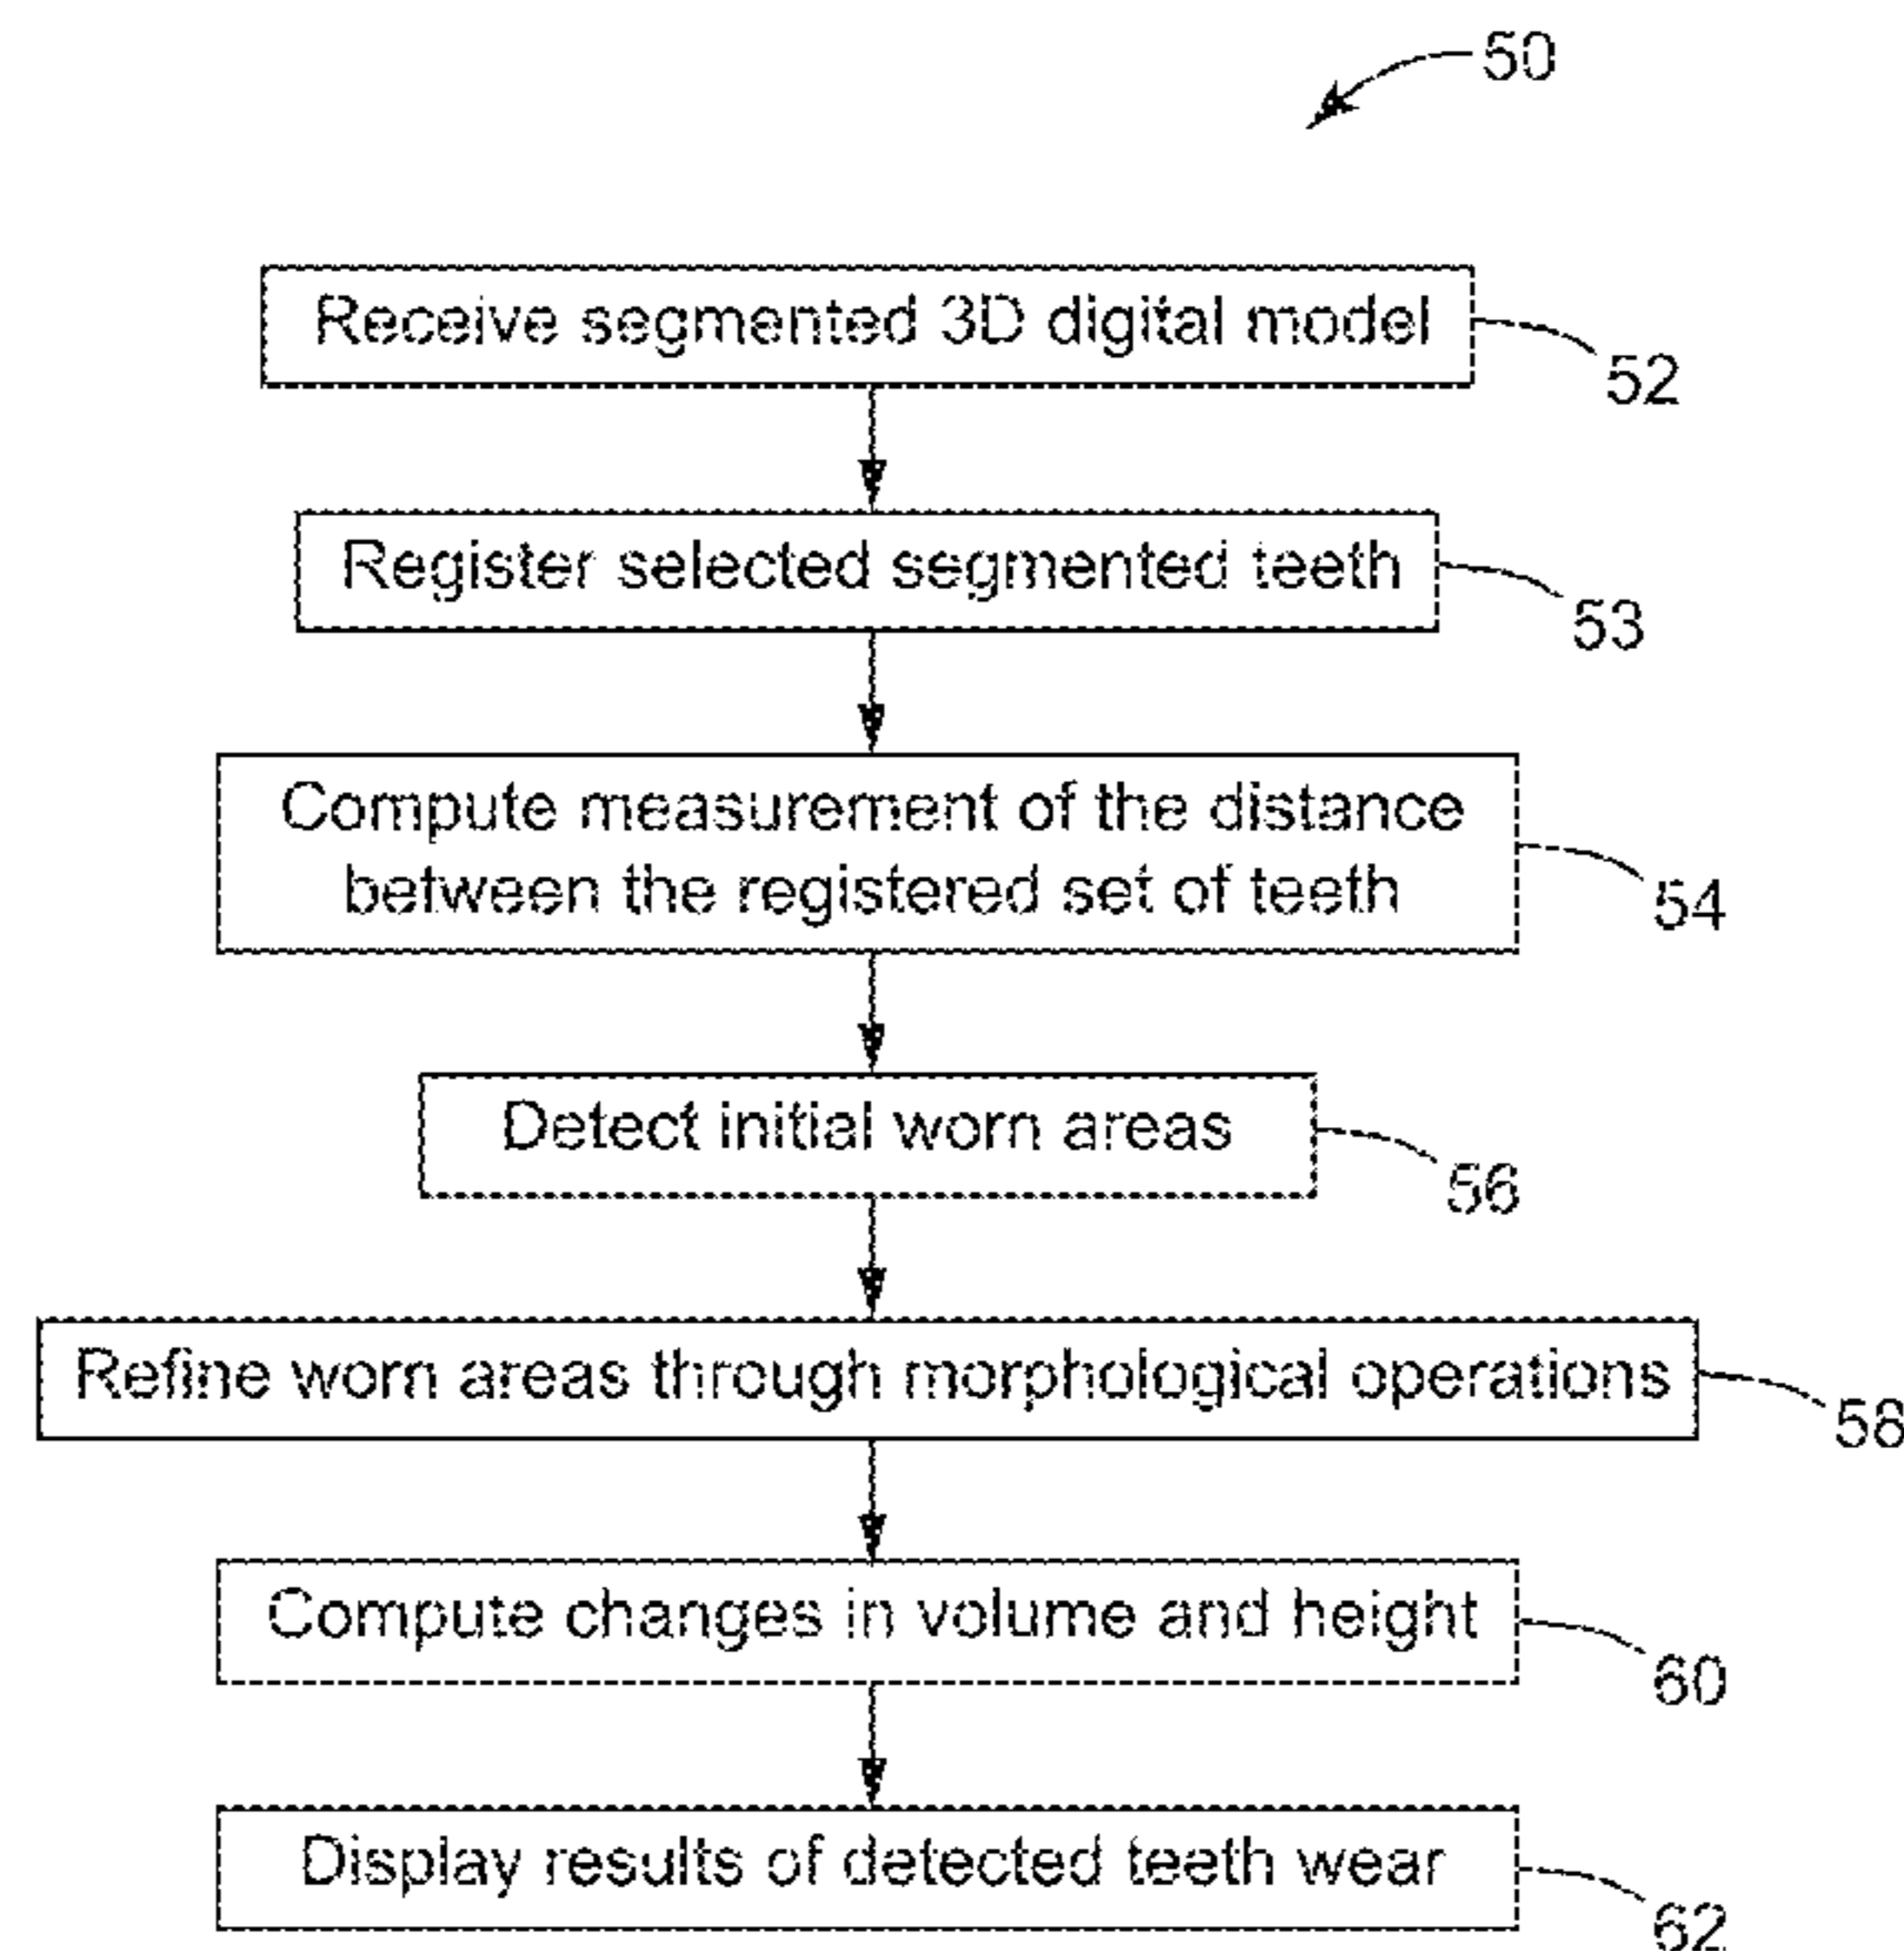 50
Receive segmented 3D digital model
52
Register selected segmented teeth
53
Compute measurement of the distance
between the registered set of teeth
54
Detect initial worn areas
56
Refine worn areas through morphological operations
58
Compute changes in volume and height
60
Display results of detected teeth wear
62